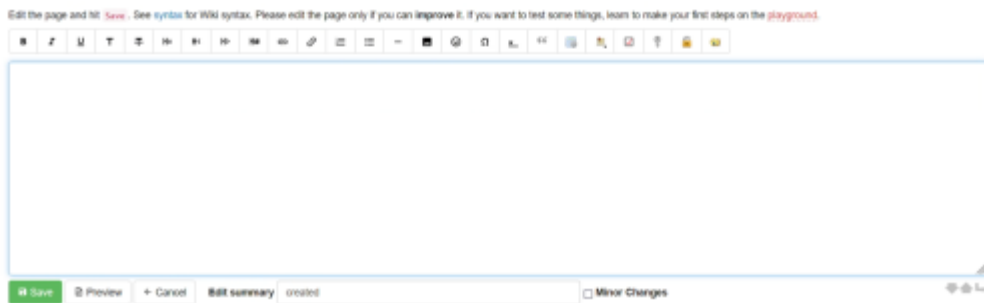 Edit the page and hit Save. See syntax for Wiki syntax. Please edit the page only if you can improve it. If you want to test some things, learn to make your first steps on the playground.
B I U T
Save Preview Cancel Edit summary created Minor Changes